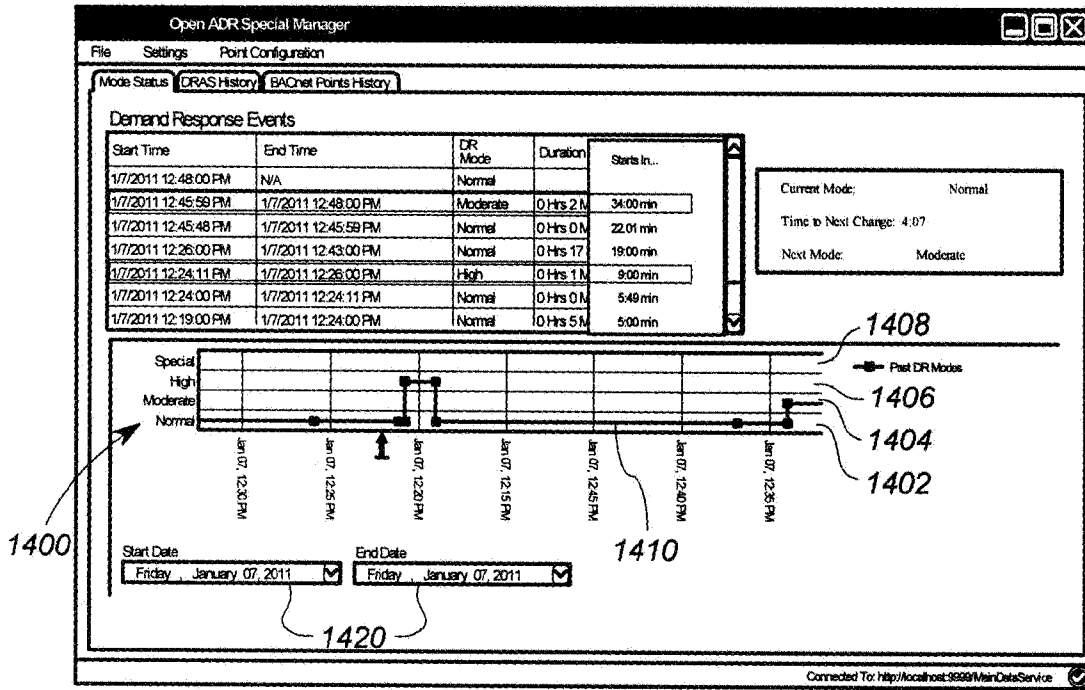 Open ADR Special Manager
File Settings Point Configuration
Mode Status DRAS History BACnet Points History
Demand Response Events
Start Time End Time DR Mode Duration Starts In...
1/7/2011 12:48:00 PM N/A Normal
1/7/2011 12:45:59 PM 1/7/2011 12:48:00 PM Moderate 0 Hrs 2 M 34:00 min
1/7/2011 12:45:48 PM 1/7/2011 12:45:59 PM Normal 0 Hrs 0 M 22.01 min
1/7/2011 12:26:00 PM 1/7/2011 12:43:00 PM Normal 0 Hrs 17 19:00 min
1/7/2011 12:24:11 PM 1/7/2011 12:26:00 PM High 0 Hrs 1 M 9:00 min
1/7/2011 12:24:00 PM 1/7/2011 12:24:11 PM Normal 0 Hrs 0 M 5:49 min
1/7/2011 12:19:00 PM 1/7/2011 12:24:00 PM Normal 0 Hrs 5 M 5:00 min
Current Mode: Normal
Time to Next Change: 4:07
Next Mode: Moderate
1408
Special
High
Moderate
Normal
Past DR Modes
1406
1404
1402
Jan 07, 12:30 PM
Jan 07, 12:25 PM
Jan 07, 12:20 PM
Jan 07, 12:15 PM
Jan 07, 12:45 PM
Jan 07, 12:40 PM
Jan 07, 12:35 PM
1400
1410
Start Date End Date
Friday , January 07, 2011 Friday , January 07, 2011
1420
Connected To: http://localhost:9999/MainDataService